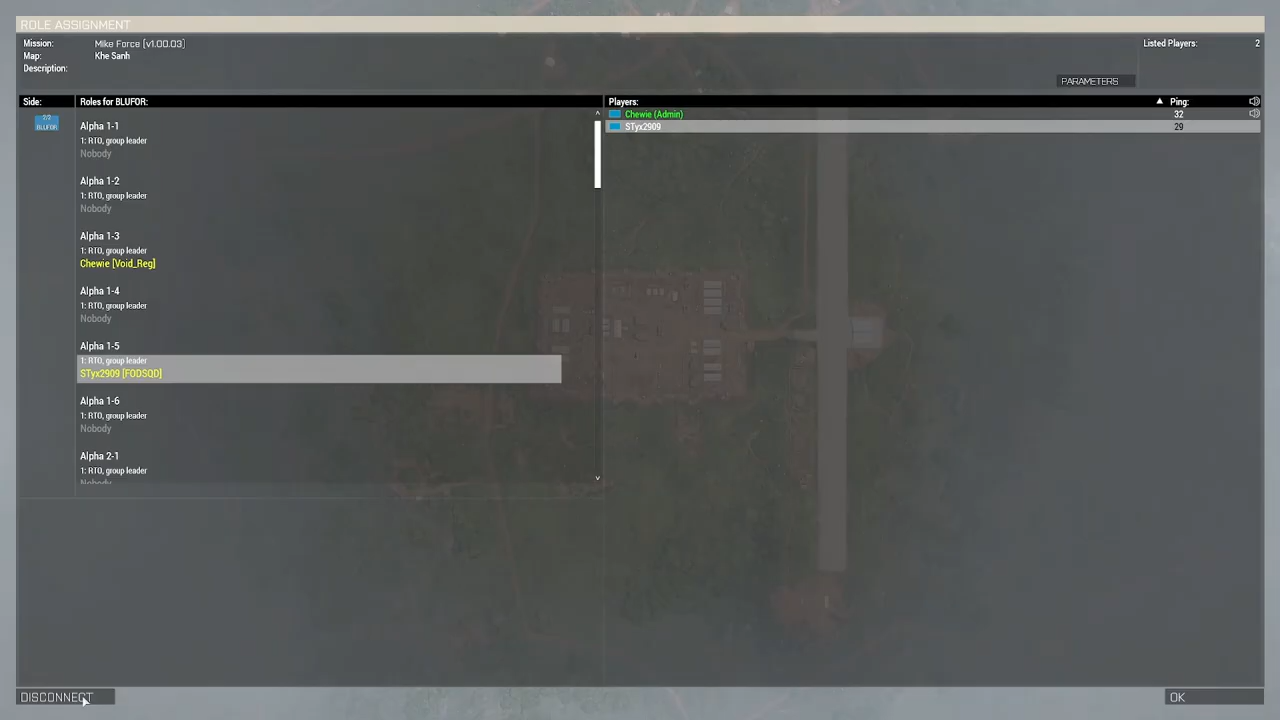 ROLE ASSIGNMENT
Mission: Mike Force [v1.00.03]
Listed Players: 2
Map: Khe Sanh
Description:
PARAMETERS
Side:
Roles for BLUFOR:
Players:
Ping:
2/2
BLUFOR
Chewie (Admin) 32
STyx2909 29
Alpha 1-1
1: RTO, group leader
Nobody
Alpha 1-2
1: RTO, group leader
Nobody
Alpha 1-3
1: RTO, group leader
Chewie [Void_Reg]
Alpha 1-4
1: RTO, group leader
Nobody
Alpha 1-5
1: RTO, group leader
STyx2909 [FODSQD]
Alpha 1-6
1: RTO, group leader
Nobody
Alpha 2-1
1: RTO, group leader
Nobody
DISCONNECT
OK